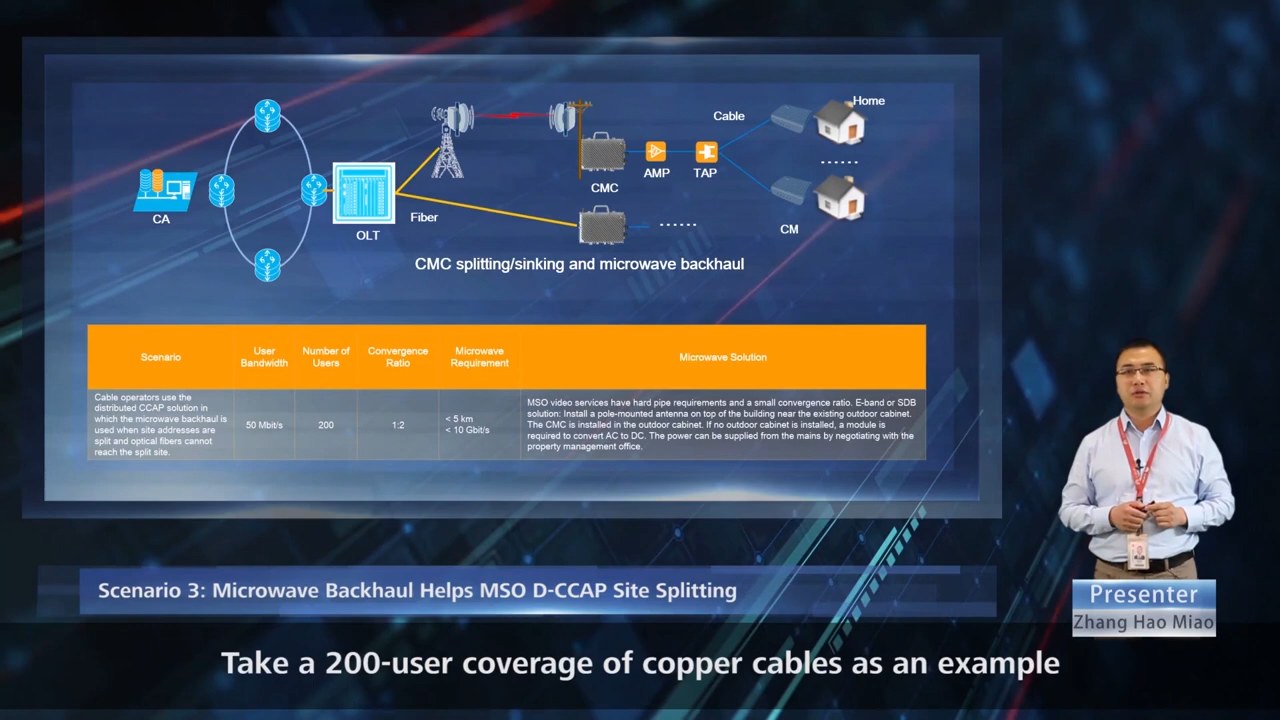 Home
Cable
CMC
AMP
TAP
CA
Fiber
OLT
CM
CMC splitting/sinking and microwave backhaul
Scenario
User
Bandwidth
Number of
Users
Convergence
Ratio
Microwave
Requirement
Microwave Solution
Cable operators use the
distributed CCAP solution in
which the microwave backhaul is
used when site addresses are
split and optical fibers cannot
reach the split site.
50 Mbit/s
200
1:2
< 5 km
< 10 Gbit/s
MSO video services have hard pipe requirements and a small convergence ratio. E-band or SDB
solution: Install a pole-mounted antenna on top of the building near the existing outdoor cabinet.
The CMC is installed in the outdoor cabinet. If no outdoor cabinet is installed, a module is
required to convert AC to DC. The power can be supplied from the mains by negotiating with the
property management office.
Scenario 3: Microwave Backhaul Helps MSO D-CCAP Site Splitting
Presenter
Zhang Hao Miao
Take a 200-user coverage of copper cables as an example